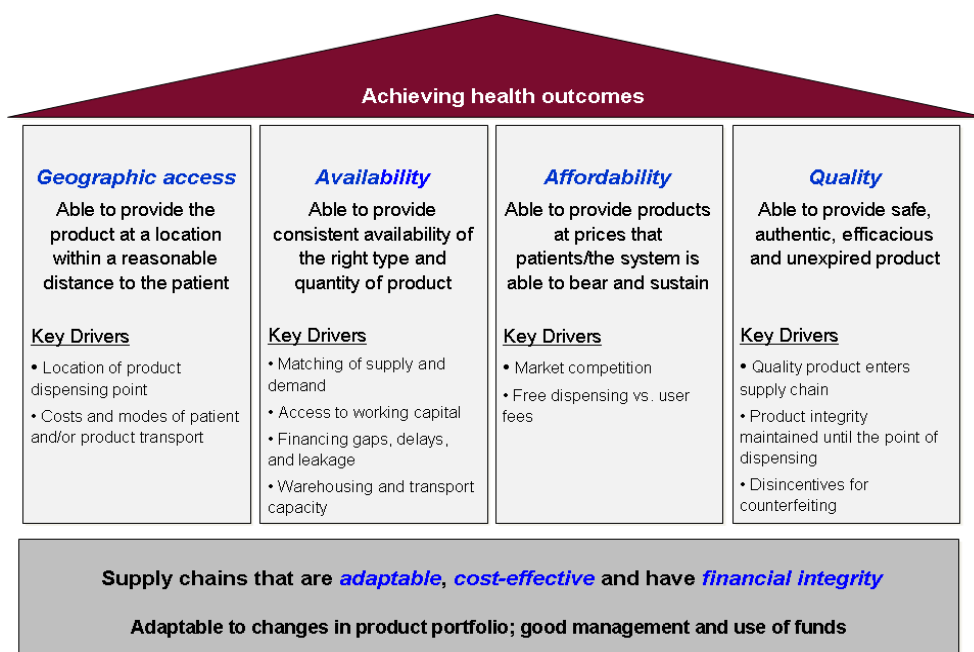 Achieving health outcomes
Geographic access
Able to provide the
product at a location
within a reasonable
distance to the patient
Key Drivers
• Location of product
dispensing point
• Costs and modes of patient
and/or product transport
Availability
Able to provide
consistent availability of
the right type and
quantity of product
Key Drivers
• Matching of supply and
demand
• Access to working capital
• Financing gaps, delays,
and leakage
• Warehousing and transport
capacity
Affordability
Able to provide products
at prices that
patients/the system is
able to bear and sustain
Key Drivers
• Market competition
• Free dispensing vs. user
fees
Quality
Able to provide safe,
authentic, efficacious
and unexpired product
Key Drivers
• Quality product enters
supply chain
• Product integrity
maintained until the point of
dispensing
• Disincentives for
counterfeiting
Supply chains that are adaptable, cost-effective and have financial integrity
Adaptable to changes in product portfolio; good management and use of funds